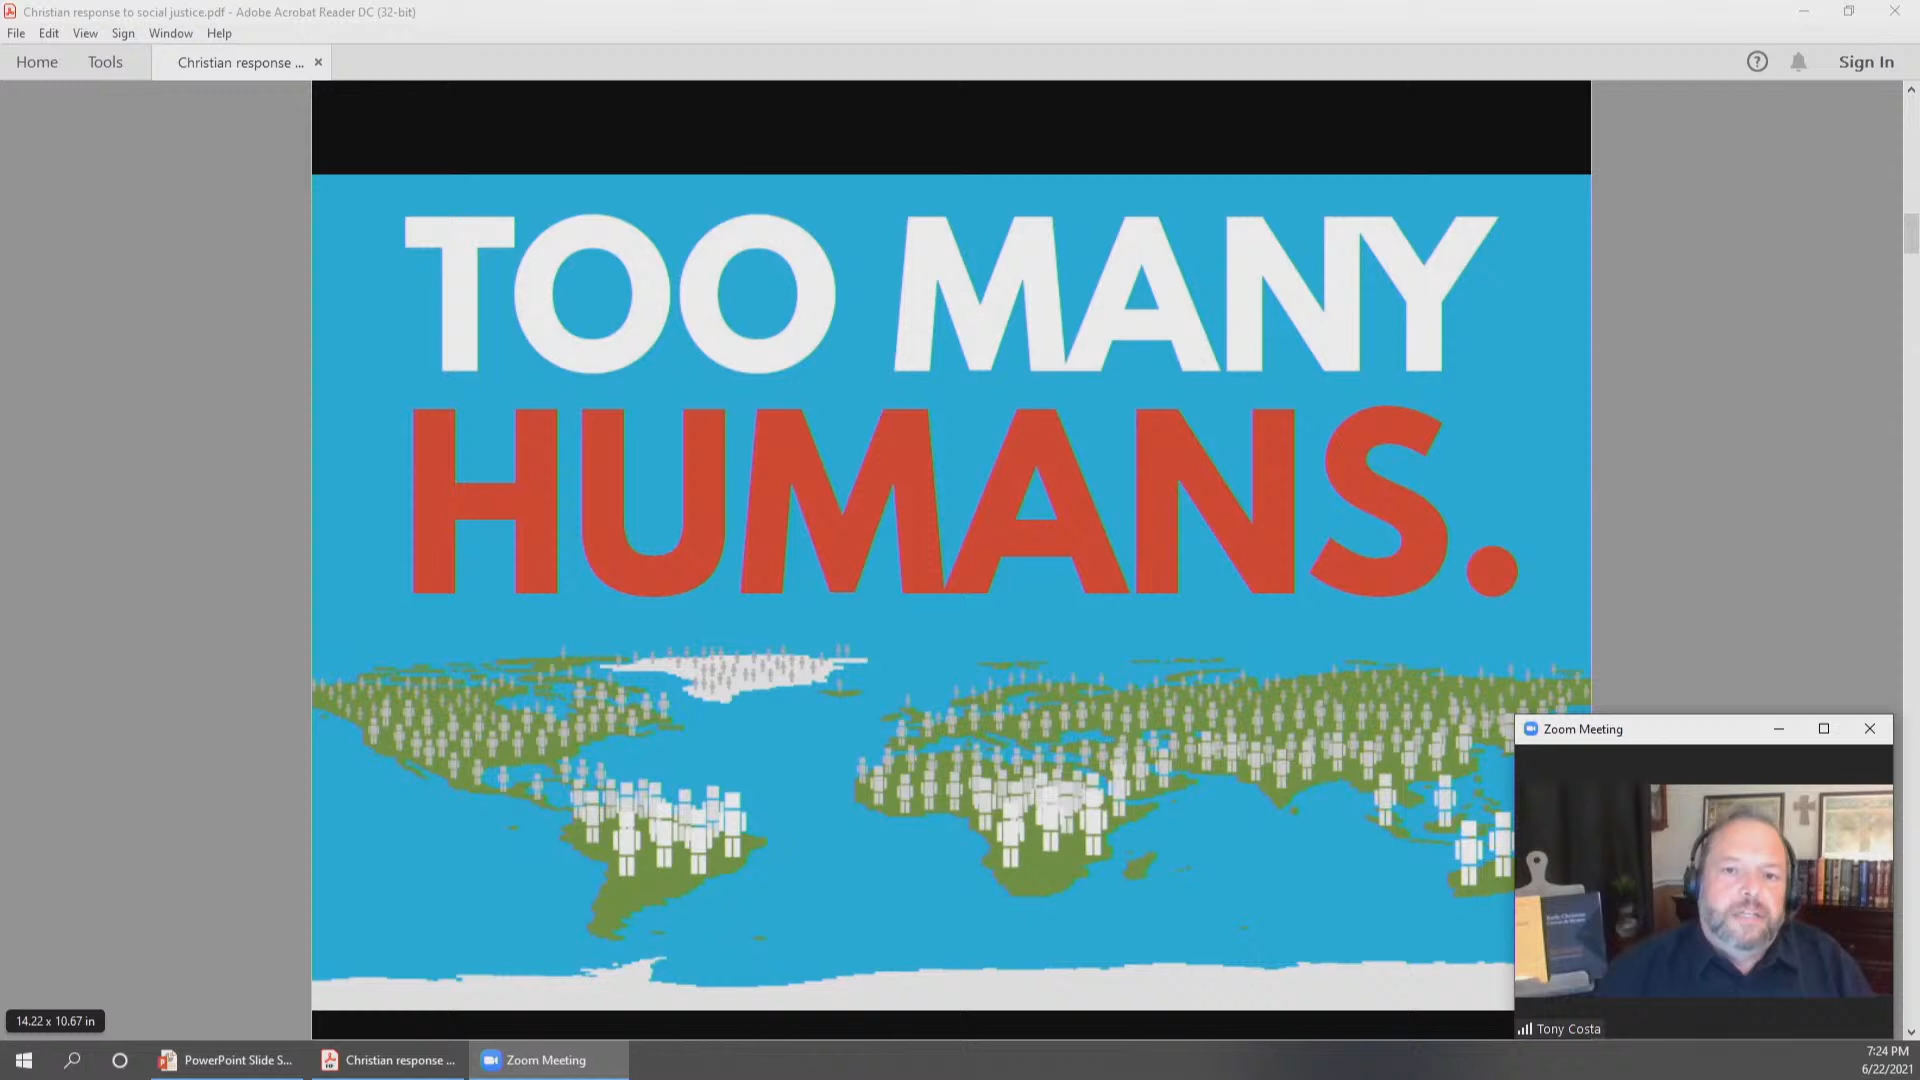 Christian response to social justice.pdf - Adobe Acrobat Reader DC (32-bit)
File Edit View Sign Window Help
Home Tools Christian response ... ×
Sign In
TOO MANY
HUMANS.
Zoom Meeting
Tony Costa
14.22 x 10.67 in
PowerPoint Slide S... Christian response ... Zoom Meeting
7:24 PM
6/22/2021